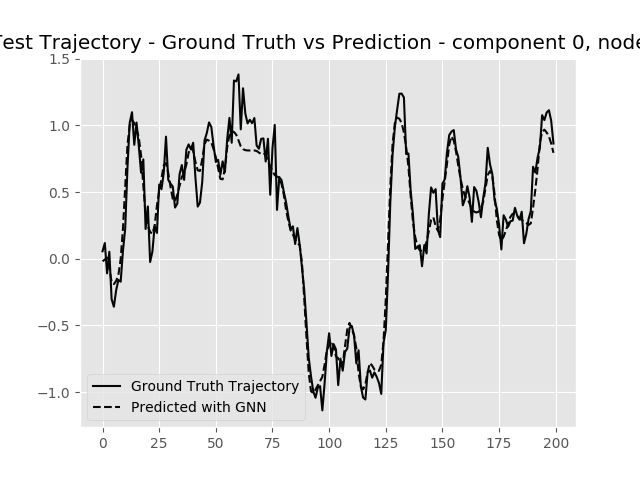 Test Trajectory - Ground Truth vs Prediction - component 0, node
1.5
1.0
0.5
0.0
−0.5
−1.0
Ground Truth Trajectory
Predicted with GNN
0 25 50 75 100 125 150 175 200